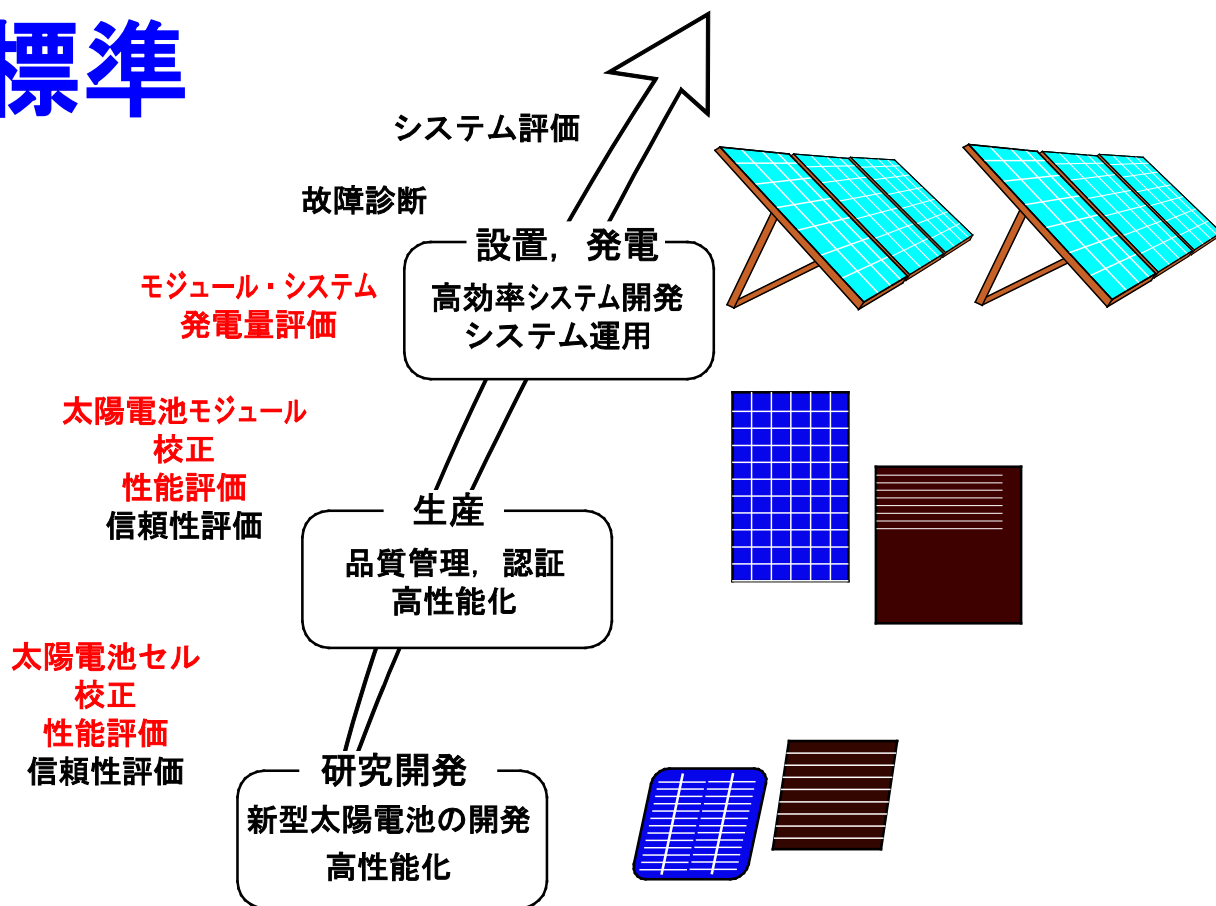 標準
システム評価
故障診断
設置，発電
高効率システム開発
システム運用
モジュール・システム
発電量評価
太陽電池モジュール
校正
性能評価
信頼性評価
生産
品質管理，認証
高性能化
太陽電池セル
校正
性能評価
信頼性評価
研究開発
新型太陽電池の開発
高性能化